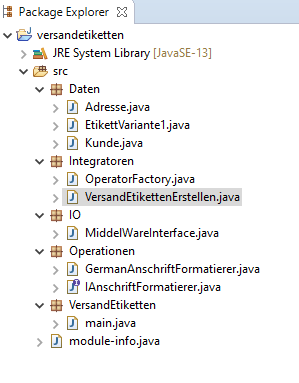 Package Explorer
versandetiketten
JRE System Library [JavaSE-13]
src
Daten
Adresse.java
EtikettVariante1.java
Kunde.java
Integratoren
OperatorFactory.java
VersandEtikettenErstellen.java
IO
MiddelWareInterface.java
Operationen
GermanAnschriftFormatierer.java
IAnschriftFormatierer.java
VersandEtiketten
main.java
module-info.java